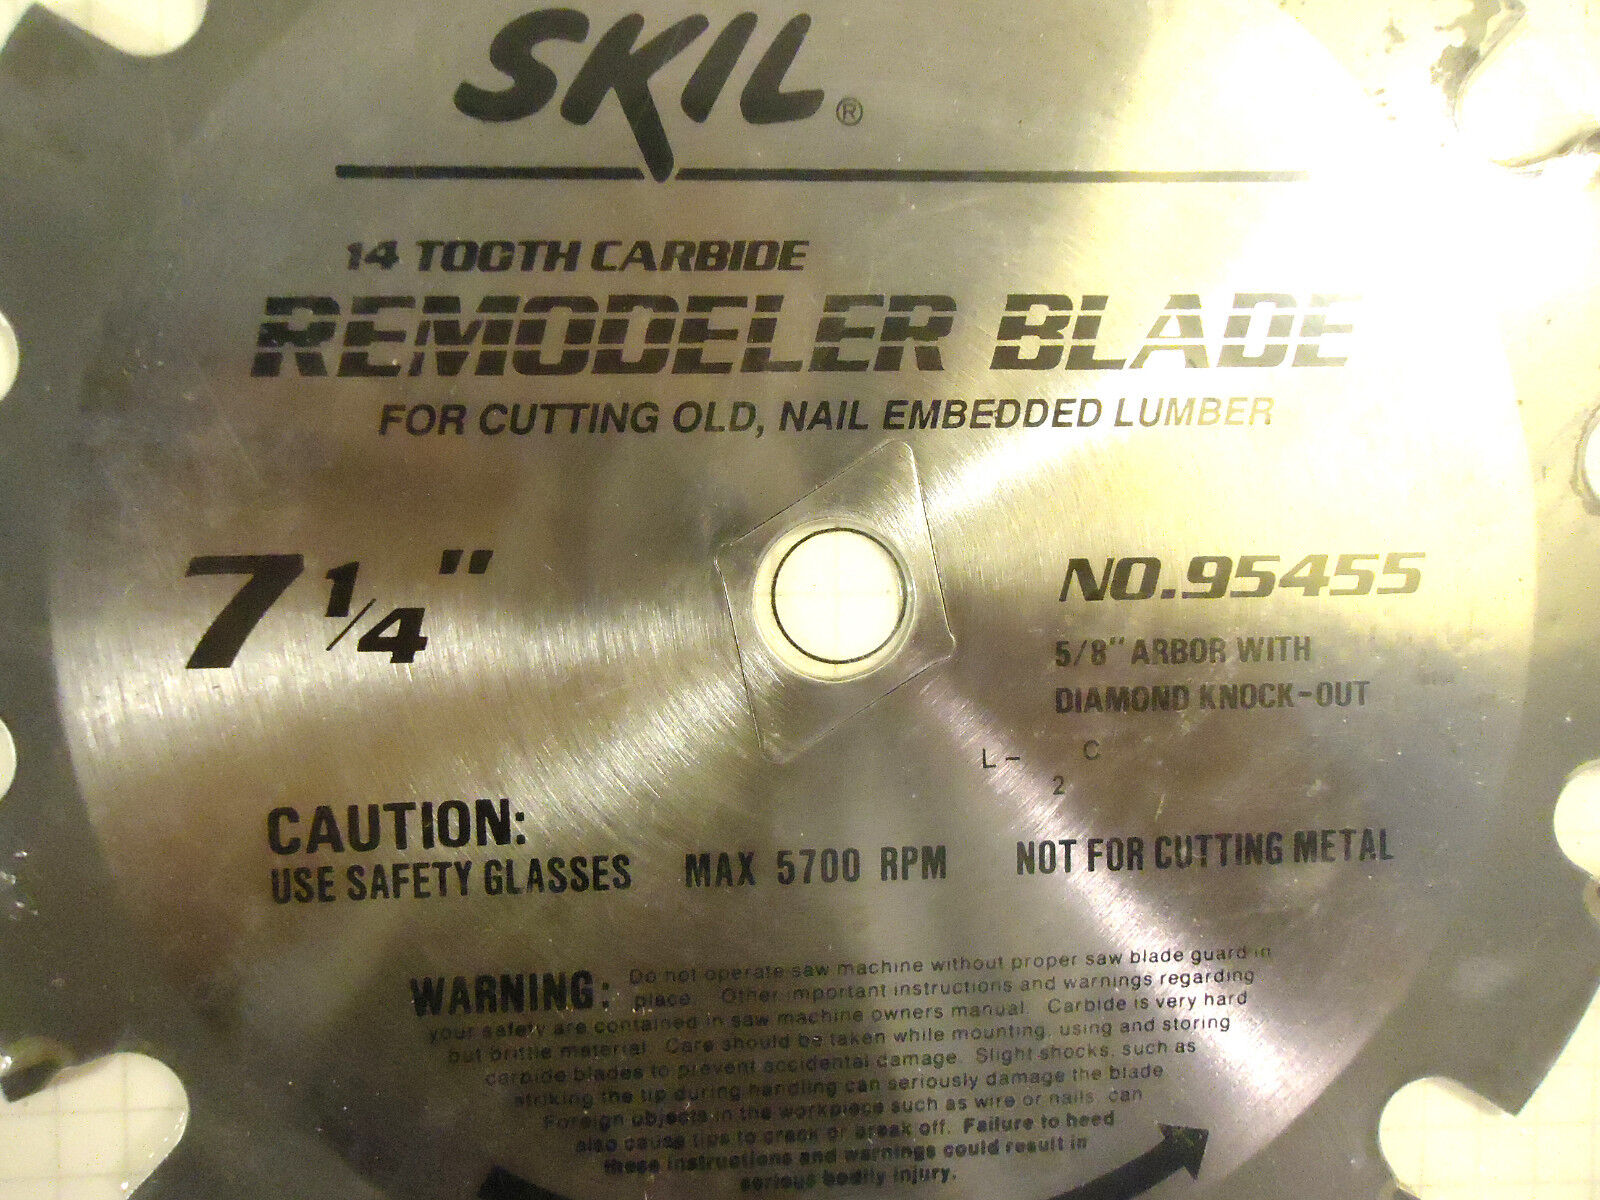 SKIL®
14 TOOTH CARBIDE
REMODELER BLADE
FOR CUTTING OLD, NAIL EMBEDDED LUMBER
7 1/4"
NO.95455
5/8" ARBOR WITH
DIAMOND KNOCK-OUT
L- C
2
CAUTION:
USE SAFETY GLASSES MAX 5700 RPM NOT FOR CUTTING METAL
WARNING: Do not operate saw machine without proper saw blade guard in
place. Other important instructions and warnings regarding
your safety are contained in saw machine owners manual. Carbide is very hard
but brittle material. Care should be taken while mounting, using and storing
carbide blades to prevent accidental damage. Slight shocks, such as
striking the tip during handling can seriously damage the blade.
Foreign objects in the workpiece such as wire or nails, can
also cause tips to crack or break off. Failure to heed
these instructions and warnings could result in
serious bodily injury.